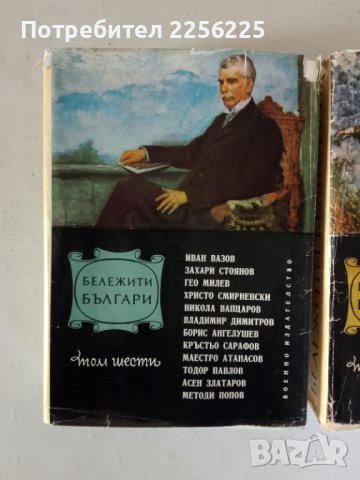 Потребител 2256225
БЕЛЕЖИТИ
БЪЛГАРИ
том шести
ИВАН ВАЗОВ
ЗАХАРИ СТОЯНОВ
ГЕО МИЛЕВ
ХРИСТО СМИРНЕНСКИ
НИКОЛА ВАПЦАРОВ
ВЛАДИМИР ДИМИТРОВ
БОРИС АНГЕЛУШЕВ
КРЪСТЬО САРАФОВ
МАЕСТРО АТАНАСОВ
ТОДОР ПАВЛОВ
АСЕН ЗЛАТАРОВ
МЕТОДИ ПОПОВ
ВОЕННО ИЗДАТЕЛСТВО
BAZAR